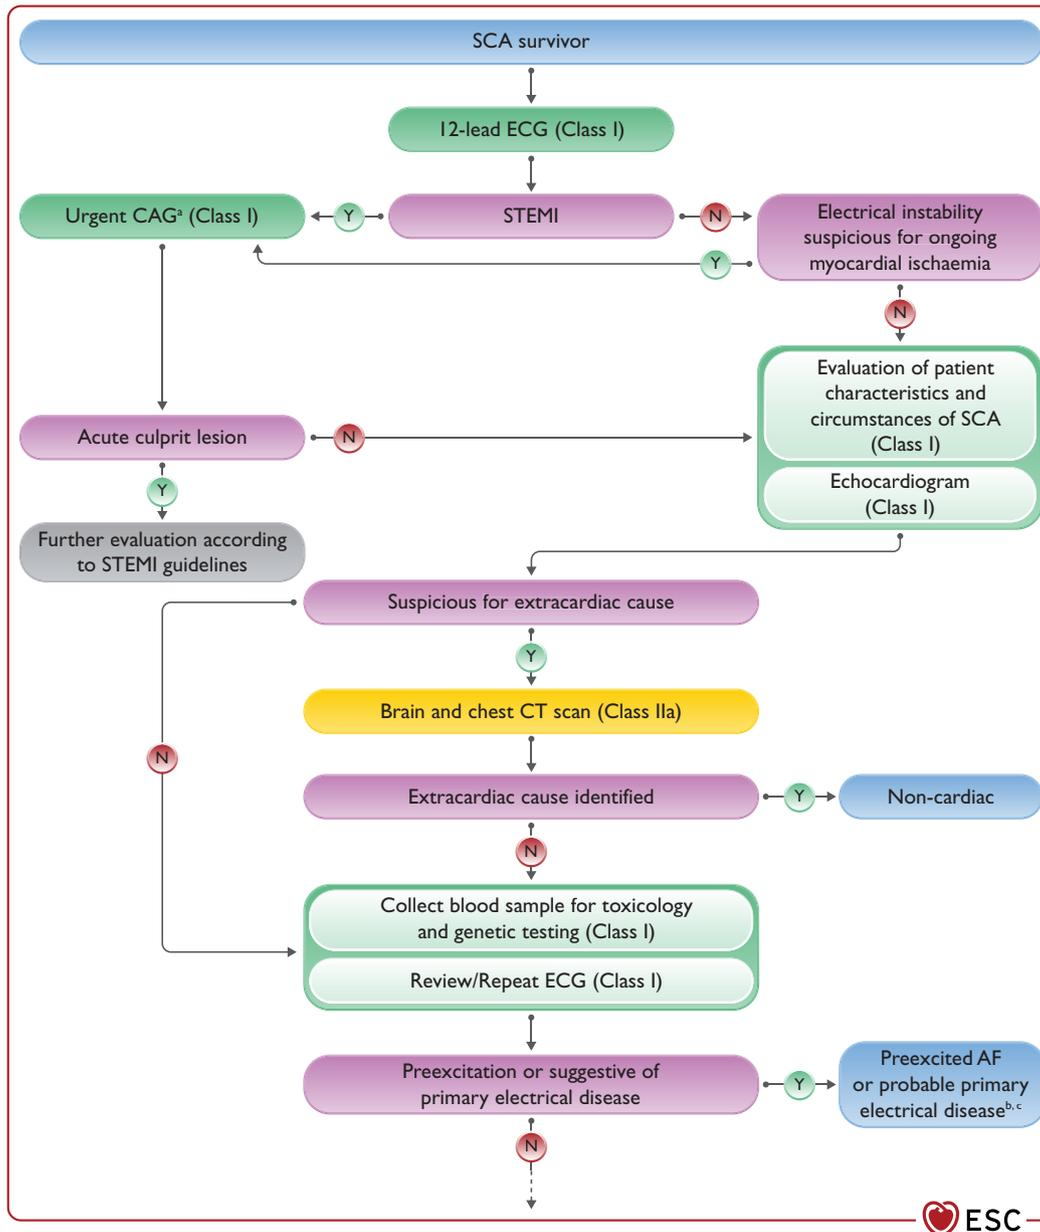 SCA survivor
12-lead ECG (Class I)
Urgent CAGᵃ (Class I)
Y
STEMI
N
Electrical instability
suspicious for ongoing
myocardial ischaemia
Y
N
Evaluation of patient
characteristics and
circumstances of SCA
(Class I)
Acute culprit lesion
N
Echocardiogram
(Class I)
Y
Further evaluation according
to STEMI guidelines
Suspicious for extracardiac cause
Y
Brain and chest CT scan (Class IIa)
N
Extracardiac cause identified
Y
Non-cardiac
N
Collect blood sample for toxicology
and genetic testing (Class I)
Review/Repeat ECG (Class I)
Preexcitation or suggestive of
primary electrical disease
Y
Preexcited AF
or probable primary
electrical diseaseᵇ, ᶜ
N
ESC